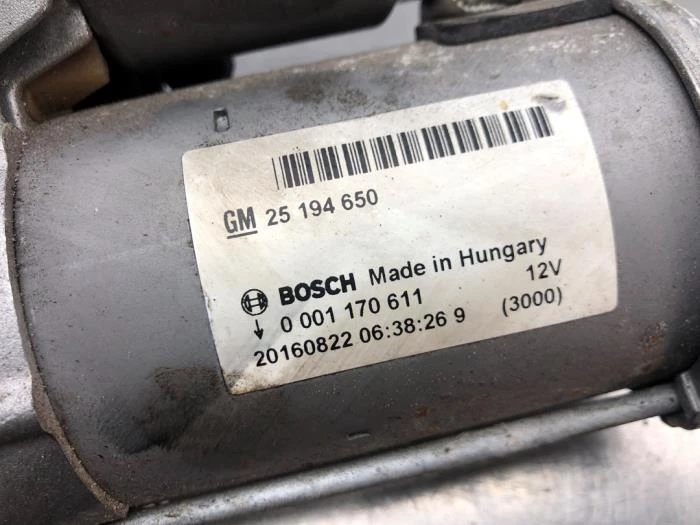 GM 25 194 650
BOSCH Made in Hungary
12V
0 001 170 611
(3000)
20160822 06:38:26 9